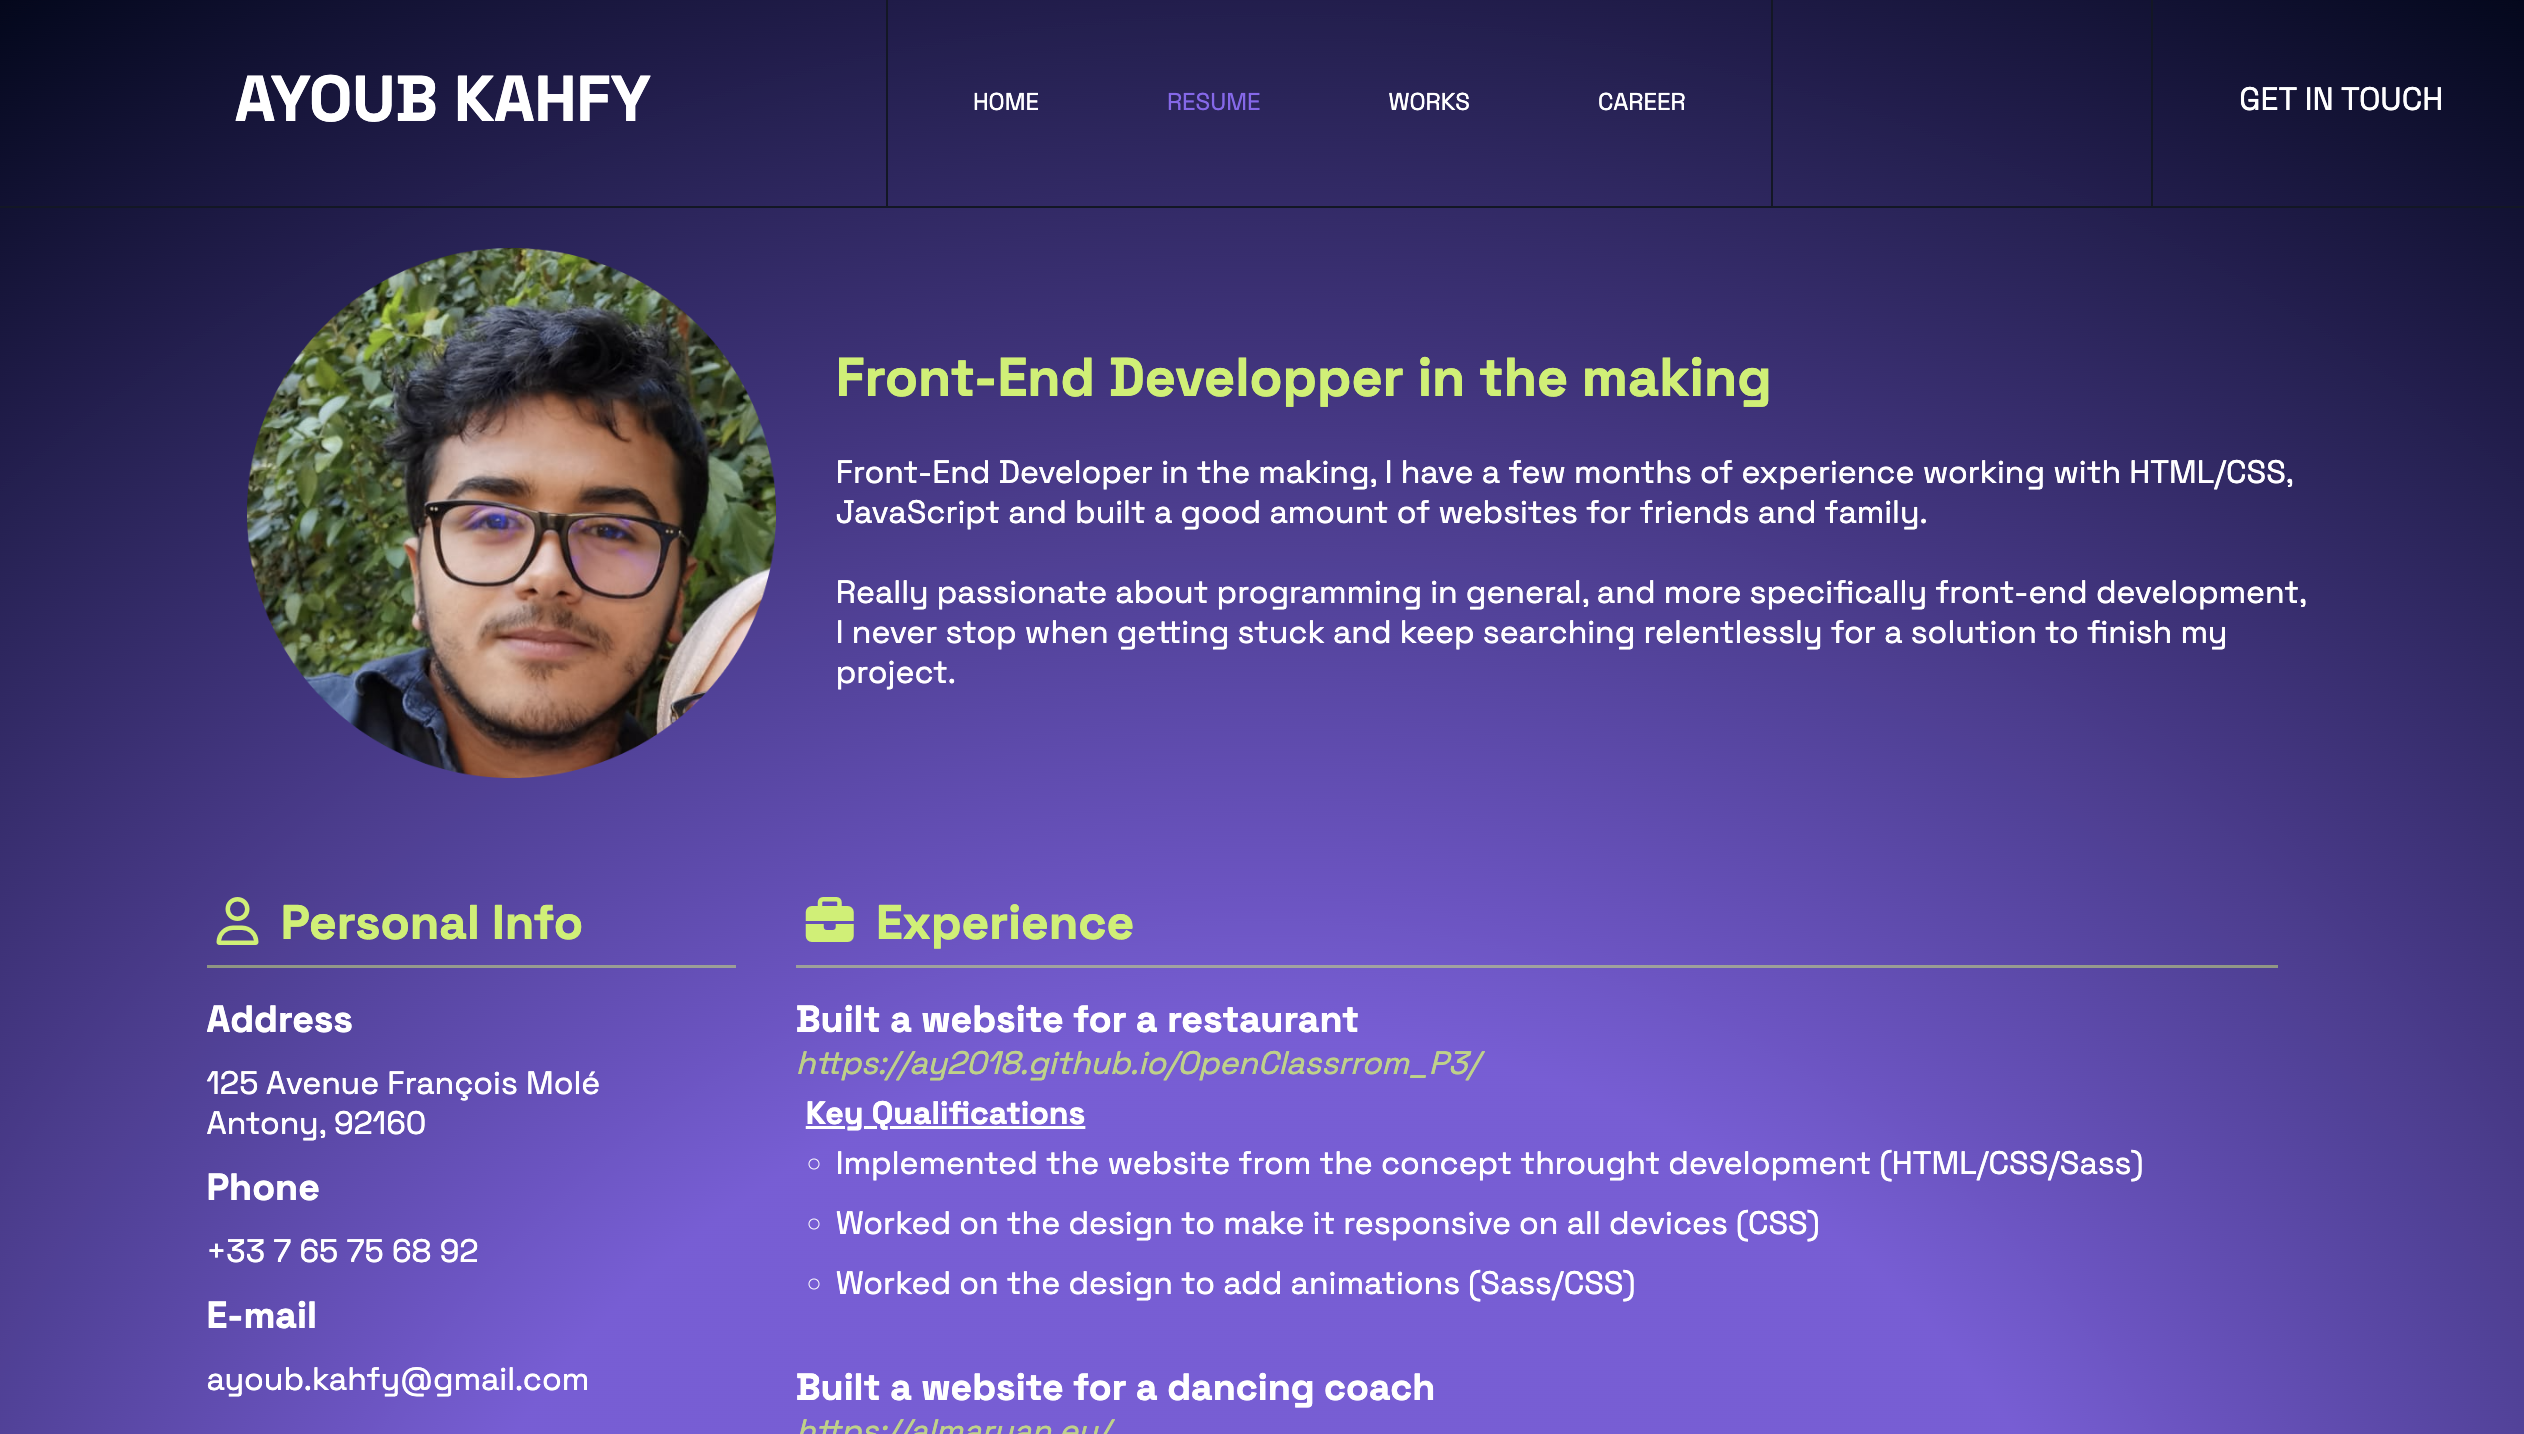 AYOUB KAHFY
HOME
RESUME
WORKS
CAREER
GET IN TOUCH
Front-End Developper in the making
Front-End Developer in the making, I have a few months of experience working with HTML/CSS,
JavaScript and built a good amount of websites for friends and family.
Really passionate about programming in general, and more specifically front-end development,
I never stop when getting stuck and keep searching relentlessly for a solution to finish my
project.
Personal Info
Address
125 Avenue François Molé
Antony, 92160
Phone
+33 7 65 75 68 92
E-mail
ayoub.kahfy@gmail.com
Experience
Built a website for a restaurant
https://ay2018.github.io/OpenClassrrom_P3/
Key Qualifications
Implemented the website from the concept throught development (HTML/CSS/Sass)
Worked on the design to make it responsive on all devices (CSS)
Worked on the design to add animations (Sass/CSS)
Built a website for a dancing coach